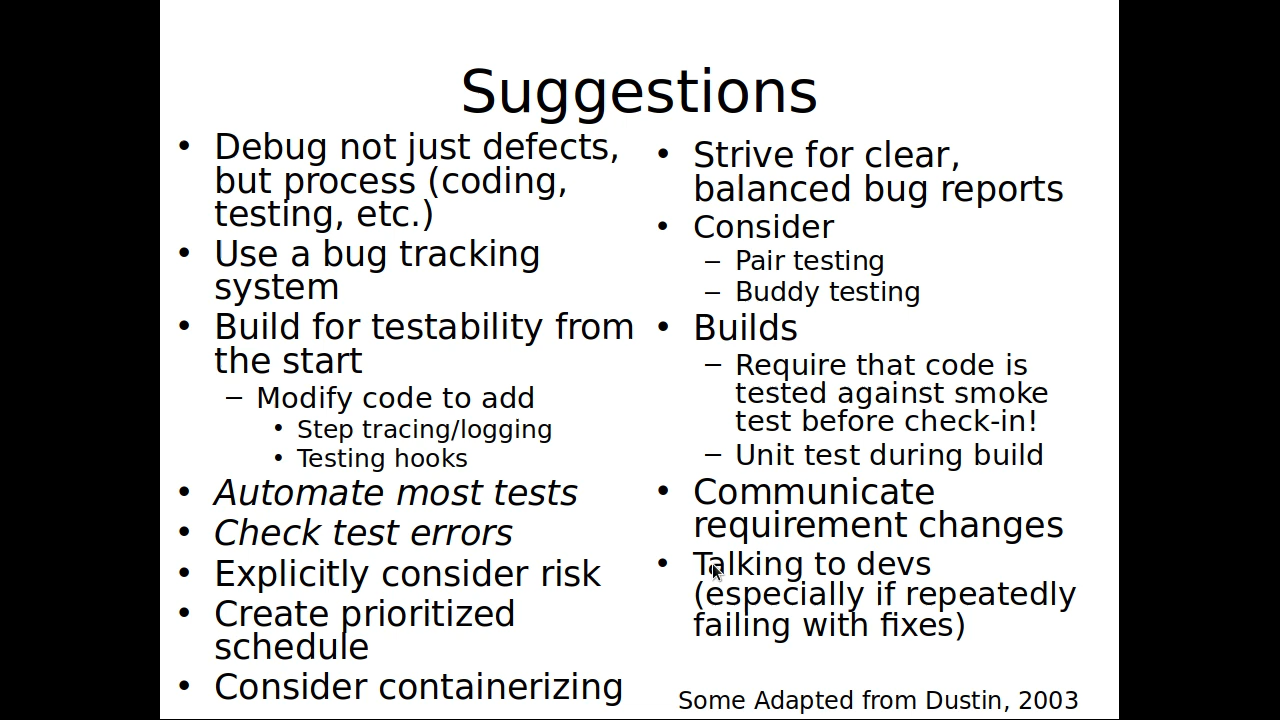 Suggestions
• Debug not just defects,
but process (coding,
testing, etc.)
• Use a bug tracking
system
• Build for testability from
the start
– Modify code to add
• Step tracing/logging
• Testing hooks
• Automate most tests
• Check test errors
• Explicitly consider risk
• Create prioritized
schedule
• Consider containerizing
• Strive for clear,
balanced bug reports
• Consider
– Pair testing
– Buddy testing
• Builds
– Require that code is
tested against smoke
test before check-in!
– Unit test during build
• Communicate
requirement changes
• Talking to devs
(especially if repeatedly
failing with fixes)
Some Adapted from Dustin, 2003